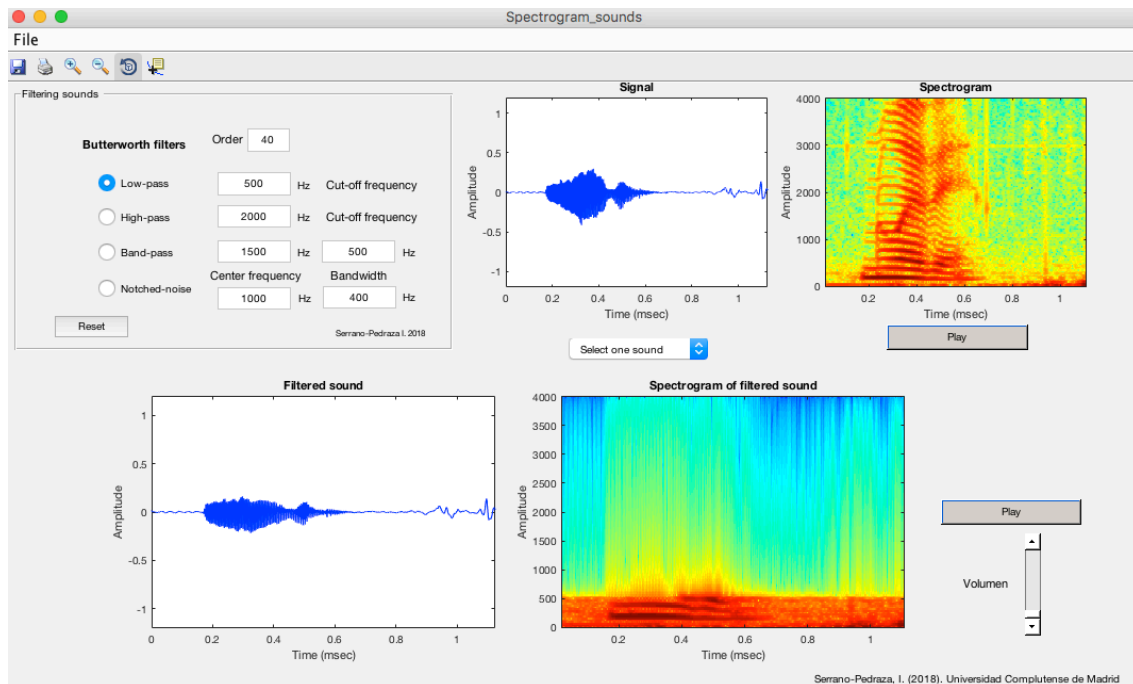 Spectrogram_sounds
File
Filtering sounds
Butterworth filters
Order 40
Low-pass 500 Hz Cut-off frequency
High-pass 2000 Hz Cut-off frequency
Band-pass 1500 Hz 500 Hz
Center frequency Bandwidth
Notched-noise 1000 Hz 400 Hz
Reset
Serrano-Pedraza I. 2018
Signal
Amplitude
1
0.5
0
-0.5
-1
0 0.2 0.4 0.6 0.8 1
Time (msec)
Select one sound
Spectrogram
Amplitude
4000
3000
2000
1000
0
0.2 0.4 0.6 0.8 1
Time (msec)
Play
Filtered sound
Amplitude
1
0.5
0
-0.5
-1
0 0.2 0.4 0.6 0.8 1
Time (msec)
Spectrogram of filtered sound
Amplitude
4000
3500
3000
2500
2000
1500
1000
500
0
0.2 0.4 0.6 0.8 1
Time (msec)
Play
Volumen
Serrano-Pedraza, I. (2018). Universidad Complutense de Madrid